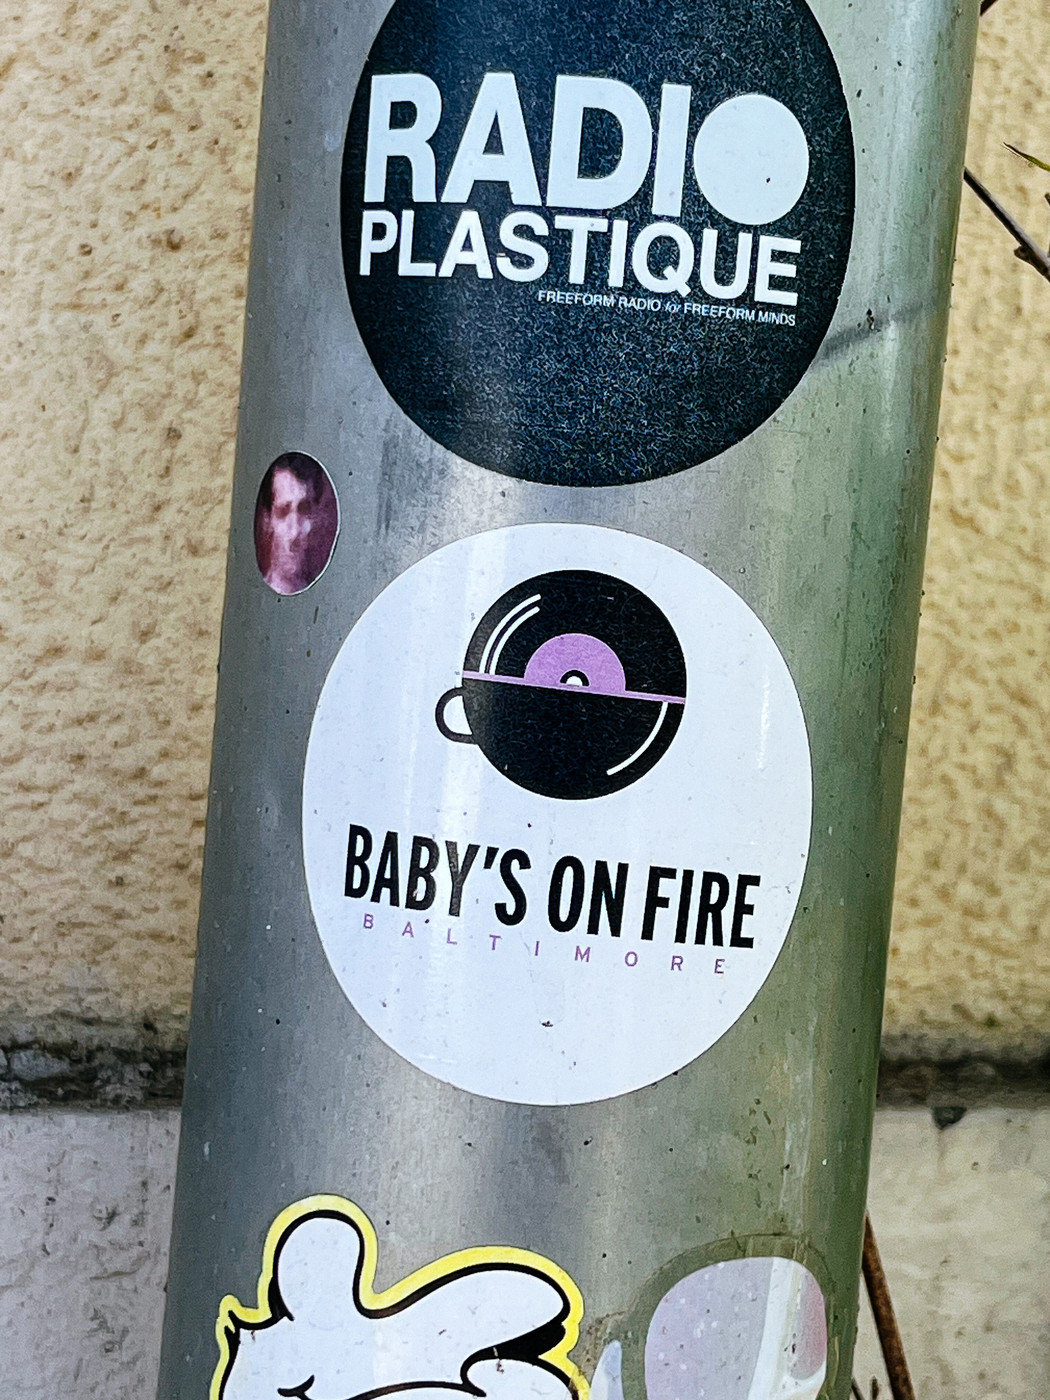 RADIO
PLASTIQUE
FREEFORM RADIO for FREEFORM MINDS
BABY'S ON FIRE
BALTIMORE